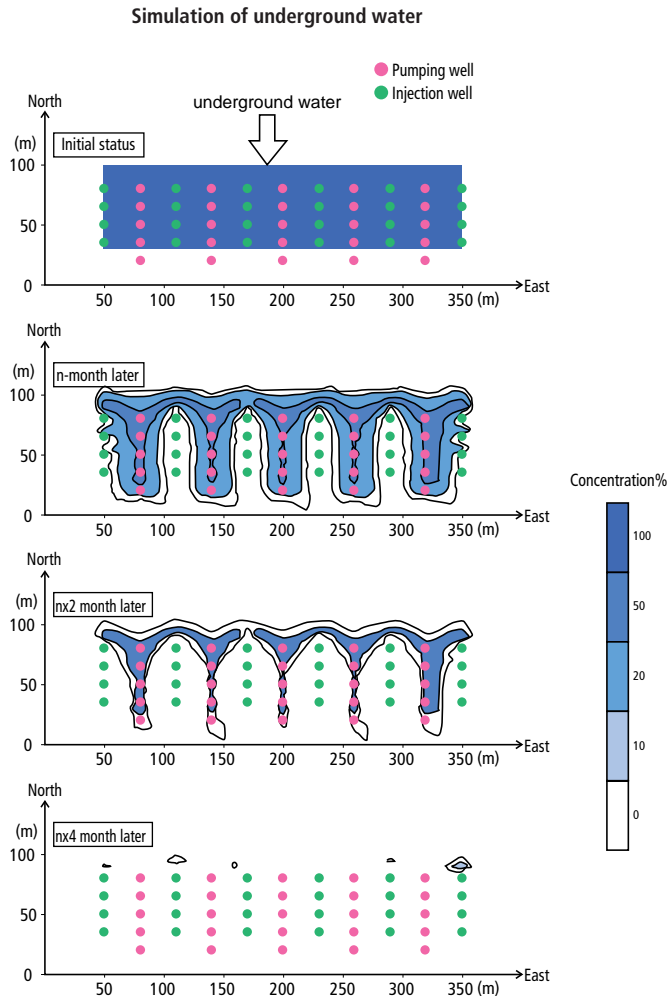 Simulation of underground water
Pumping well
Injection well
underground water
North
(m)
Initial status
100
50
0
50 100 150 200 250 300 350 (m)
East
North
(m)
n-month later
100
50
0
50 100 150 200 250 300 350 (m)
East
North
(m)
nx2 month later
100
50
0
50 100 150 200 250 300 350 (m)
East
North
(m)
nx4 month later
100
50
0
50 100 150 200 250 300 350 (m)
East
Concentration%
100
50
20
10
0